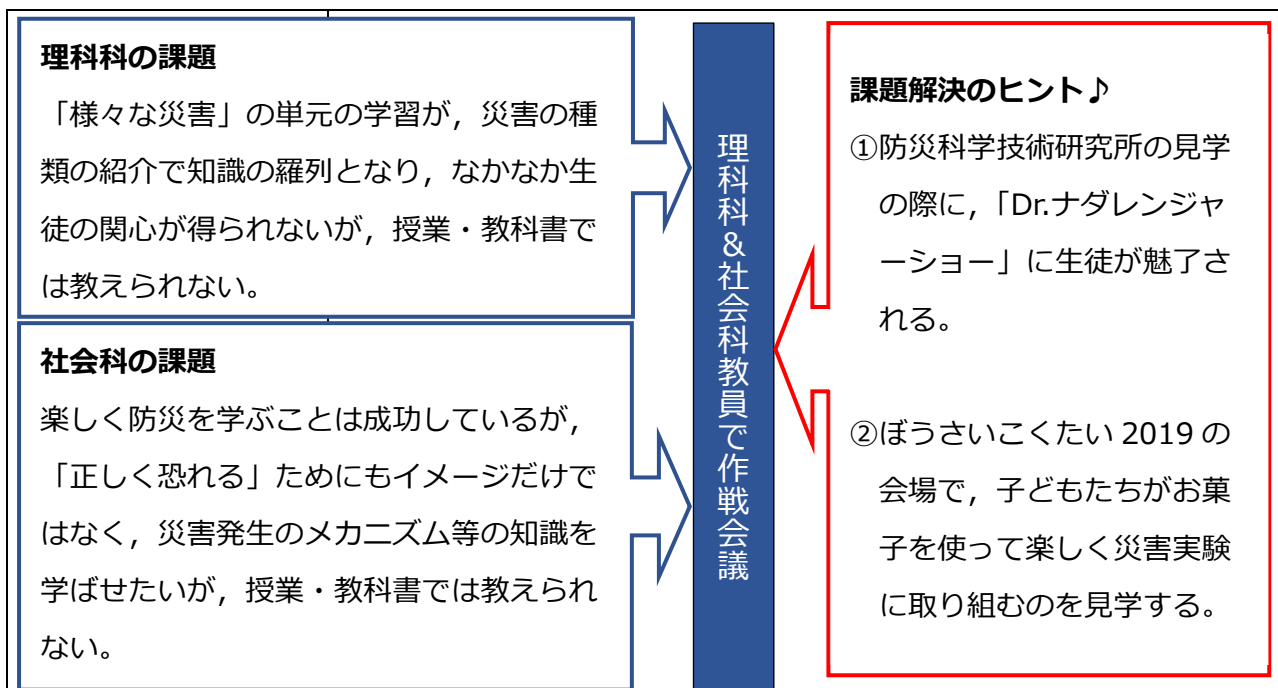 理科科の課題
「様々な災害」の単元の学習が，災害の種
類の紹介で知識の羅列となり，なかなか生
徒の関心が得られないが，授業・教科書で
は教えられない。
社会科の課題
楽しく防災を学ぶことは成功しているが，
「正しく恐れる」ためにもイメージだけで
はなく，災害発生のメカニズム等の知識を
学ばせたいが，授業・教科書では教えられ
ない。
理科科＆社会科教員で作戦会議
課題解決のヒント♪
①防災科学技術研究所の見学
の際に，「Dr.ナダレンジャ
ーショー」に生徒が魅了さ
れる。
②ぼうさいこくたい 2019 の
会場で，子どもたちがお菓
子を使って楽しく災害実験
に取り組むのを見学する。